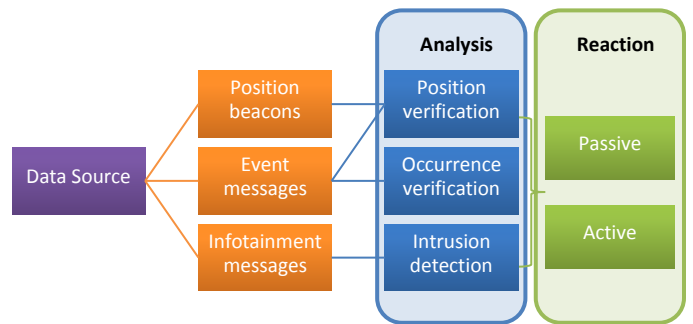 Analysis
Reaction
Data Source
Position
beacons
Event
messages
Infotainment
messages
Position
verification
Occurrence
verification
Intrusion
detection
Passive
Active